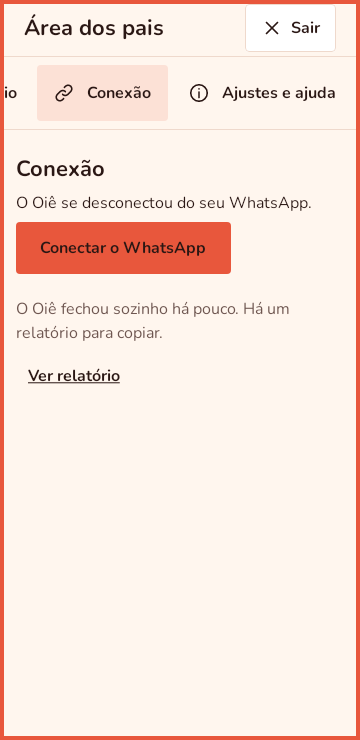 Área dos pais
Sair
io
Conexão
Ajustes e ajuda
Conexão
O Oiê se desconectou do seu WhatsApp.
Conectar o WhatsApp
O Oiê fechou sozinho há pouco. Há um
relatório para copiar.
Ver relatório